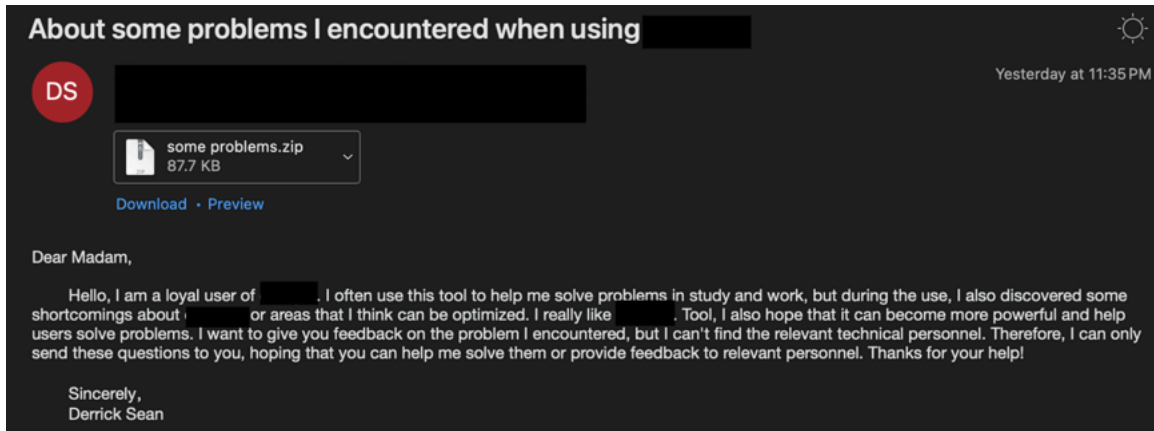 About some problems I encountered when using
DS
Yesterday at 11:35 PM
some problems.zip
87.7 KB
ZIP
Download • Preview
Dear Madam,
Hello, I am a loyal user of . I often use this tool to help me solve problems in study and work, but during the use, I also discovered some
shortcomings about or areas that I think can be optimized. I really like . Tool, I also hope that it can become more powerful and help
users solve problems. I want to give you feedback on the problem I encountered, but I can't find the relevant technical personnel. Therefore, I can only
send these questions to you, hoping that you can help me solve them or provide feedback to relevant personnel. Thanks for your help!
Sincerely,
Derrick Sean